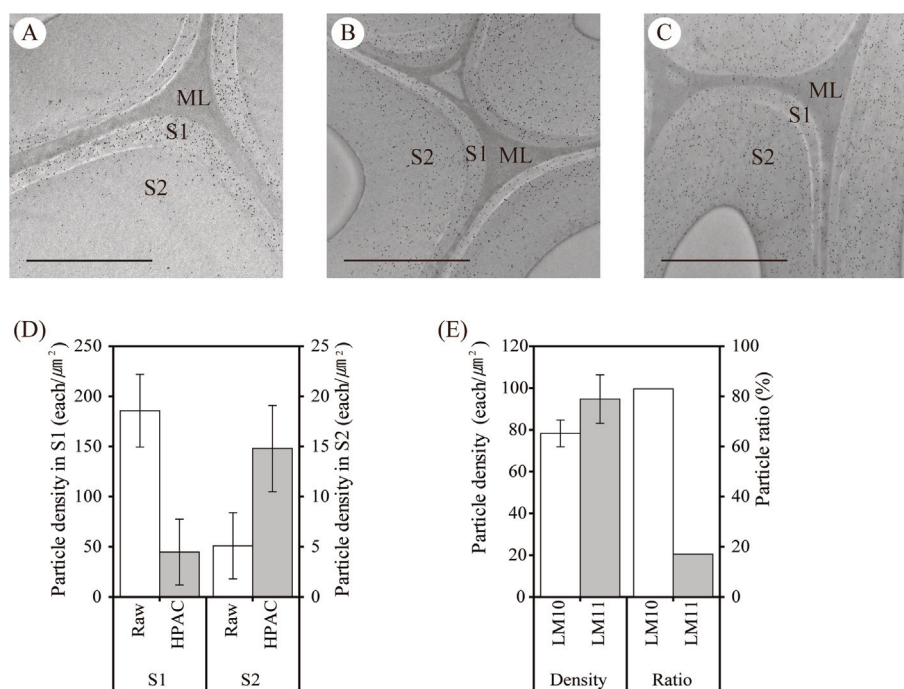 A
B
C
ML
S1
S2
S2
S1
ML
ML
S1
S2
(D)
Particle density in S1 (each/㎛²)
250
200
150
100
50
0
25
20
15
10
5
0
Particle density in S2 (each/㎛²)
Raw
HPAC
Raw
HPAC
S1
S2
(E)
Particle density (each/㎛²)
120
100
80
60
40
20
0
100
80
60
40
20
0
Particle ratio (%)
LM10
LM11
LM10
LM11
Density
Ratio